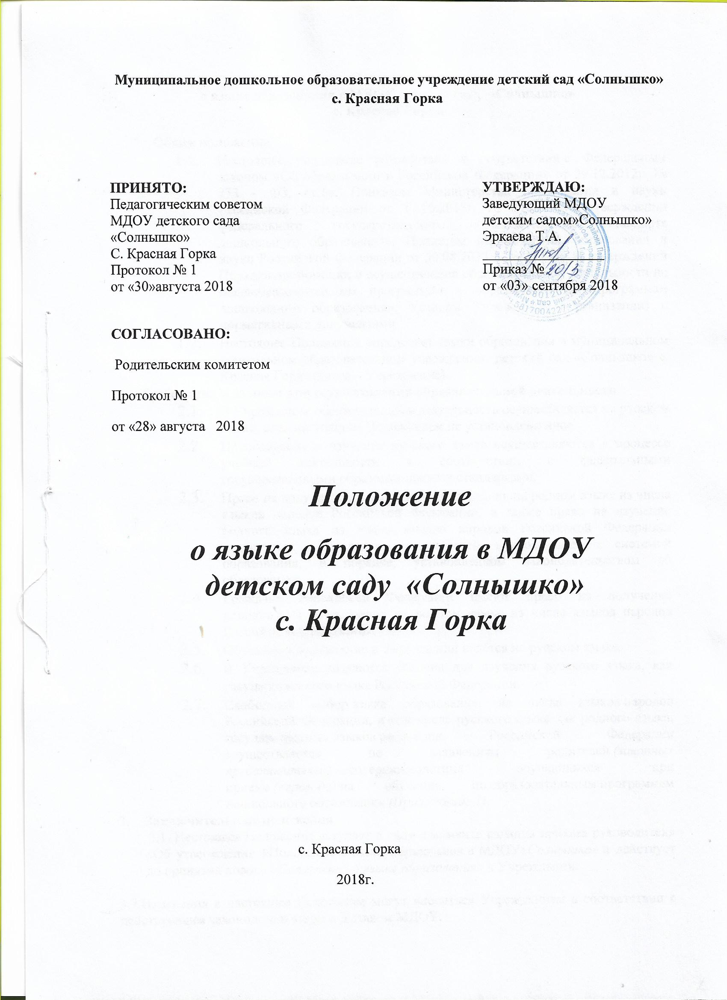 Муниципальное дошкольное образовательное учреждение детский сад «Солнышко»
с. Красная Горка
ПРИНЯТО:
Педагогическим советом
МДОУ детского сада
«Солнышко»
С. Красная Горка
Протокол № 1
от «30»августа 2018
УТВЕРЖДАЮ:
Заведующий МДОУ
детским садом»Солнышко»
Эркаева Т.А.
Приказ № 20/3
от «03» сентября 2018
СОГЛАСОВАНО:
Родительским комитетом
Протокол № 1
от «28» августа 2018
Положение
о языке образования в МДОУ
детском саду «Солнышко»
с. Красная Горка
с. Красная Горка
2018г.